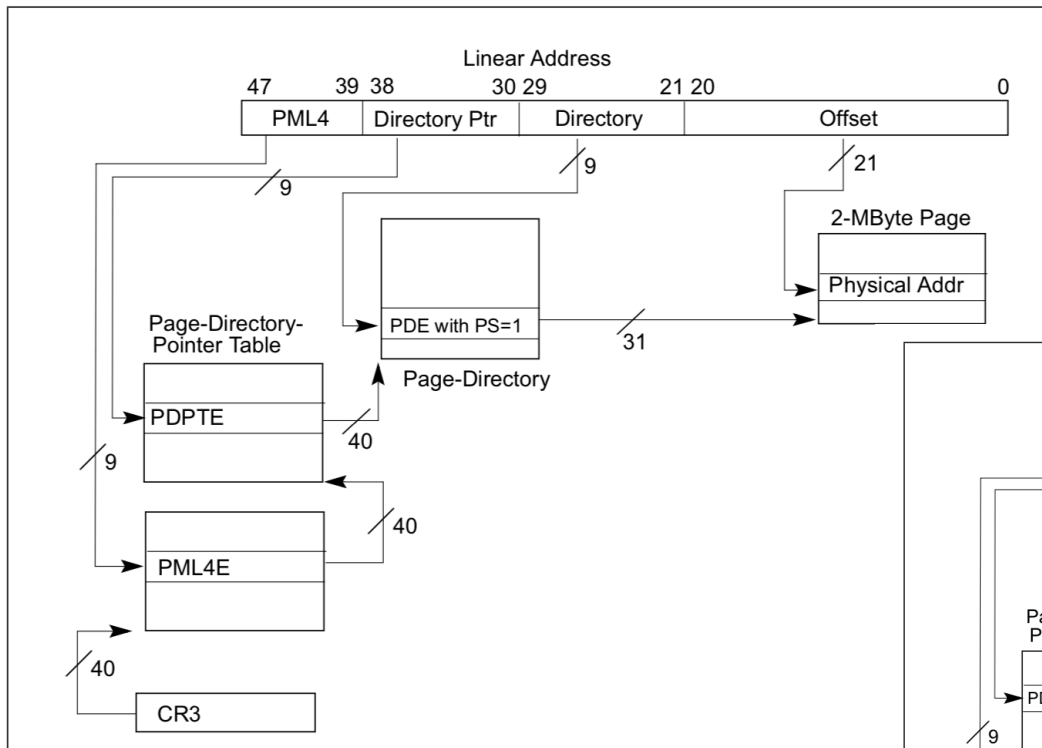 Linear Address
47 39 38 30 29 21 20 0
PML4 Directory Ptr Directory Offset
9 9 21
2-MByte Page
Physical Addr
PDE with PS=1
31
Page-Directory-
Pointer Table
Page-Directory
PDPTE
40
9
40
PML4E
40
CR3
Pa
P
PD
9